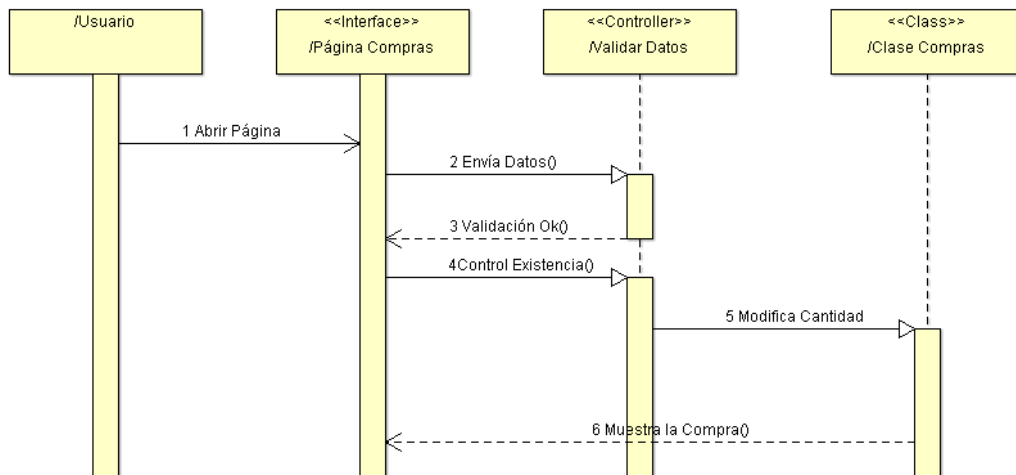 /Usuario
<<Interface>>
/Página Compras
<<Controller>>
/Validar Datos
<<Class>>
/Clase Compras
1 Abrir Página
2 Envía Datos()
3 Validación Ok()
4Control Existencia()
5 Modifica Cantidad
6 Muestra la Compra()